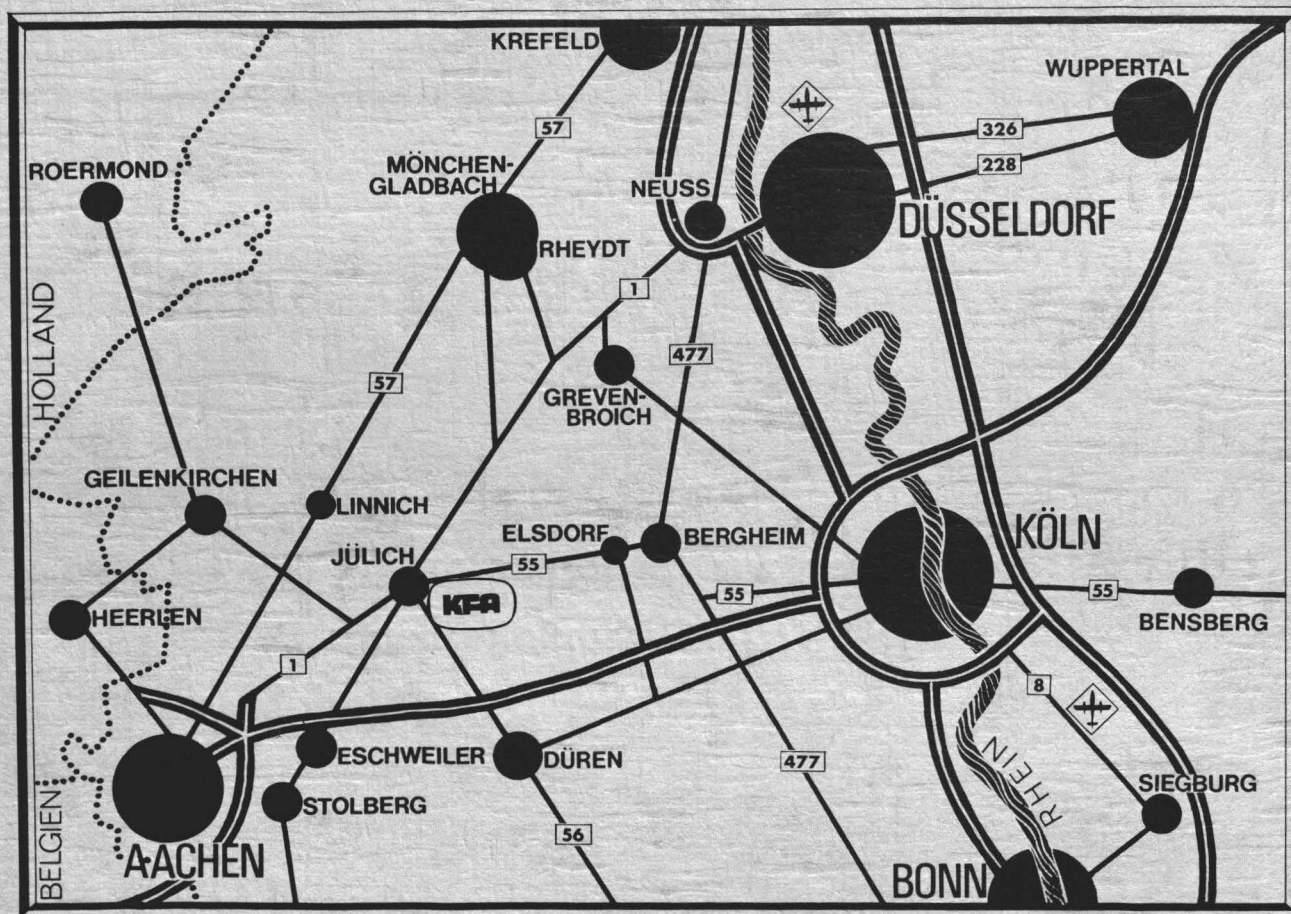 KREFELD
WUPPERTAL
57
326
MÖNCHEN-
GLADBACH
ROERMOND
228
NEUSS
DÜSSELDORF
RHEYDT
1
HOLLAND
477
57
GREVEN-
BROICH
GEILENKIRCHEN
LINNICH
KÖLN
ELSDORF
BERGHEIM
JÜLICH
55
55
55
KFA
HEERLEN
BENSBERG
1
8
ESCHWEILER
DÜREN
477
RHEIN
SIEGBURG
STOLBERG
56
BELGIEN
AACHEN
BONN